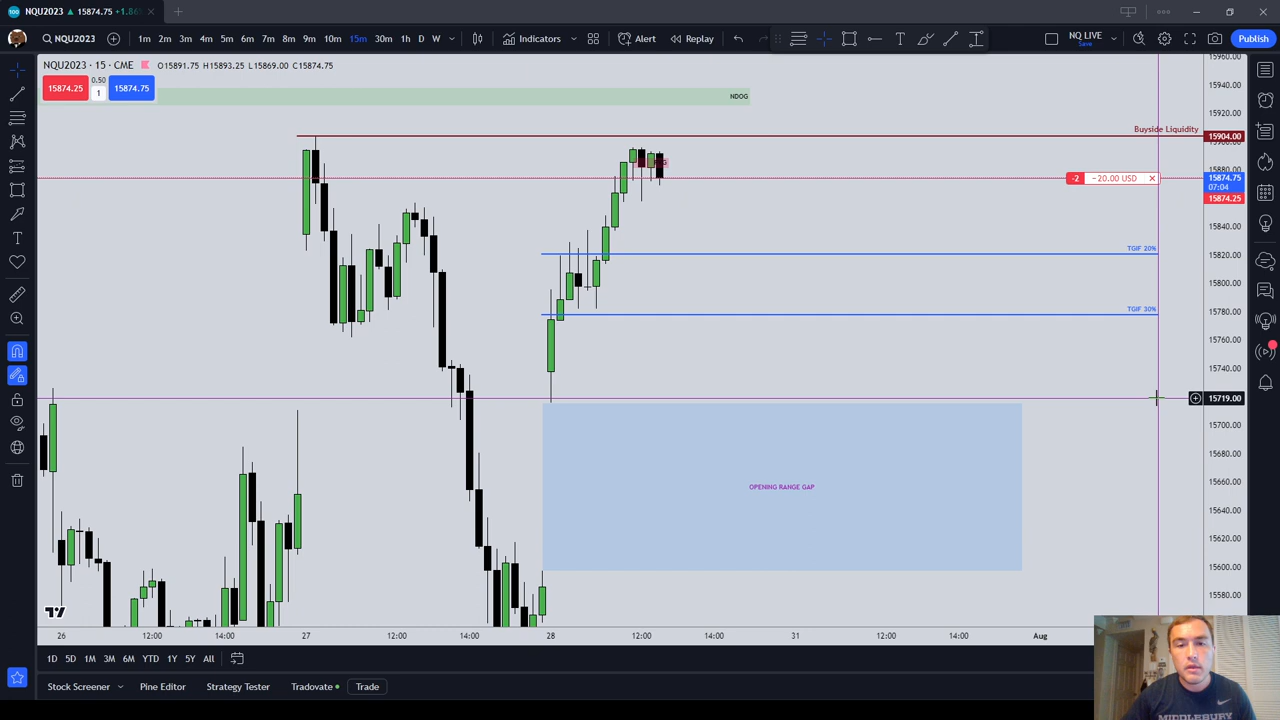 NQU2023 ▲ 15874.75 +1.86
NQU2023 1m 2m 3m 4m 5m 6m 7m 8m 9m 10m 15m 30m 1h D W Indicators Alert Replay NQ LIVE Save Publish
NQU2023 · 15 · CME O15891.75 H15893.25 L15869.00 C15874.75
15874.25 0.50 1 15874.75
NDOG
Buyside Liquidity
TGIF 20%
TGIF 30%
OPENING RANGE GAP
-2 −20.00 USD ×
15960.00
15940.00
15920.00
15904.00
15874.75
07:04
15874.25
15840.00
15820.00
15800.00
15780.00
15760.00
15740.00
15719.00
15700.00
15680.00
15660.00
15640.00
15620.00
15600.00
15580.00
26 12:00 14:00 27 12:00 14:00 28 12:00 14:00 31 12:00 14:00 Aug
1D 5D 1M 3M 6M YTD 1Y 5Y All
Stock Screener Pine Editor Strategy Tester Tradovate Trade
MIDDLEBURY